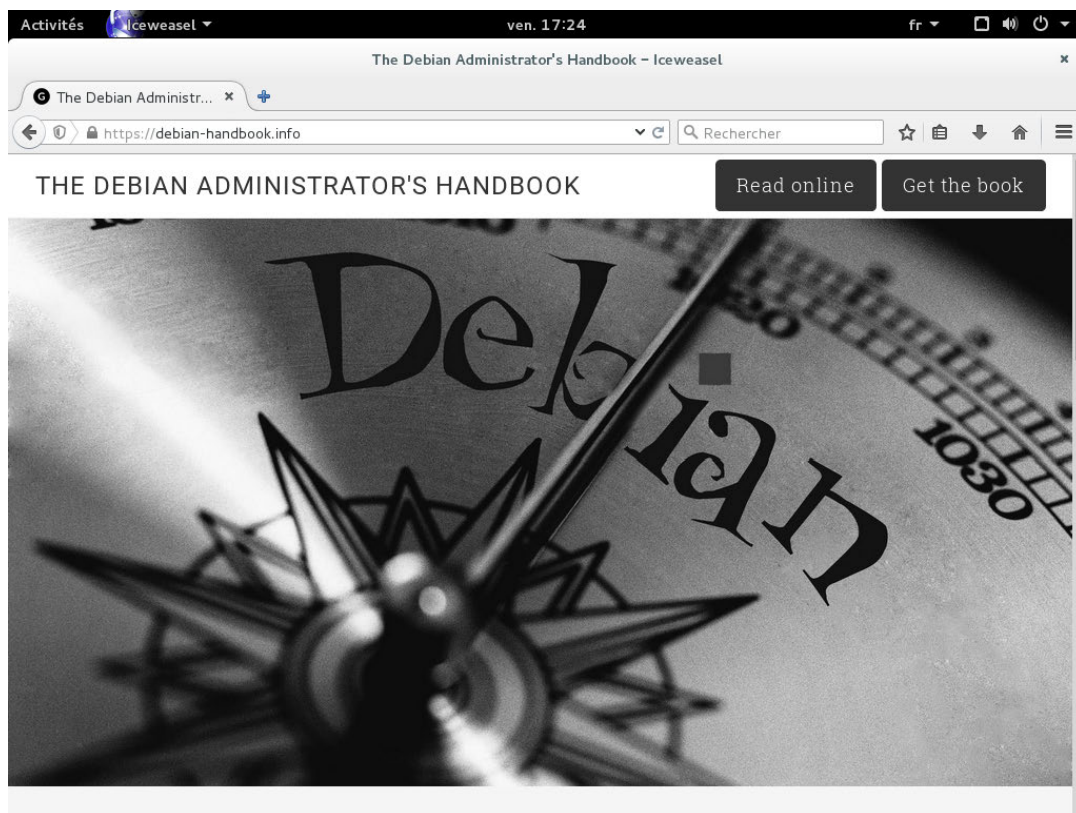 Activités Iceweasel ven. 17:24 fr
The Debian Administrator's Handbook – Iceweasel
The Debian Administr...
https://debian-handbook.info Rechercher
THE DEBIAN ADMINISTRATOR'S HANDBOOK Read online Get the book
Debian
1020
1030